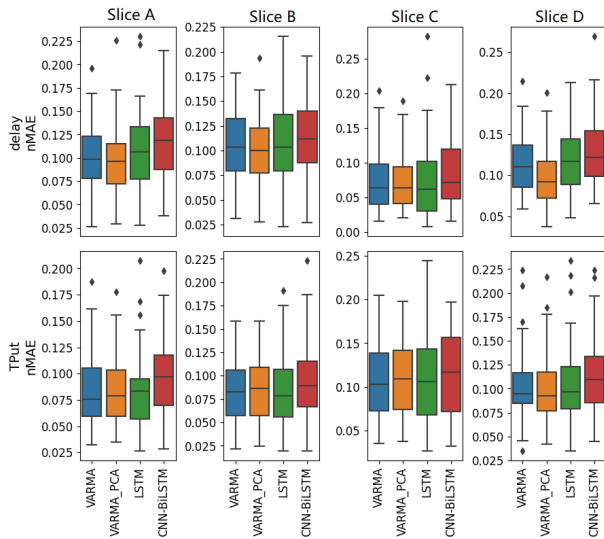 Slice A Slice B Slice C Slice D
delay
nMAE
0.225
0.200
0.175
0.150
0.125
0.100
0.075
0.050
0.025
0.225
0.200
0.175
0.150
0.125
0.100
0.075
0.050
0.025
0.25
0.20
0.15
0.10
0.05
0.00
0.25
0.20
0.15
0.10
0.05
TPut
nMAE
0.200
0.175
0.150
0.125
0.100
0.075
0.050
0.025
0.225
0.200
0.175
0.150
0.125
0.100
0.075
0.050
0.025
0.25
0.20
0.15
0.10
0.05
0.225
0.200
0.175
0.150
0.125
0.100
0.075
0.050
0.025
VARMA
VARMA_PCA
LSTM
CNN-BiLSTM
VARMA
VARMA_PCA
LSTM
CNN-BiLSTM
VARMA
VARMA_PCA
LSTM
CNN-BiLSTM
VARMA
VARMA_PCA
LSTM
CNN-BiLSTM